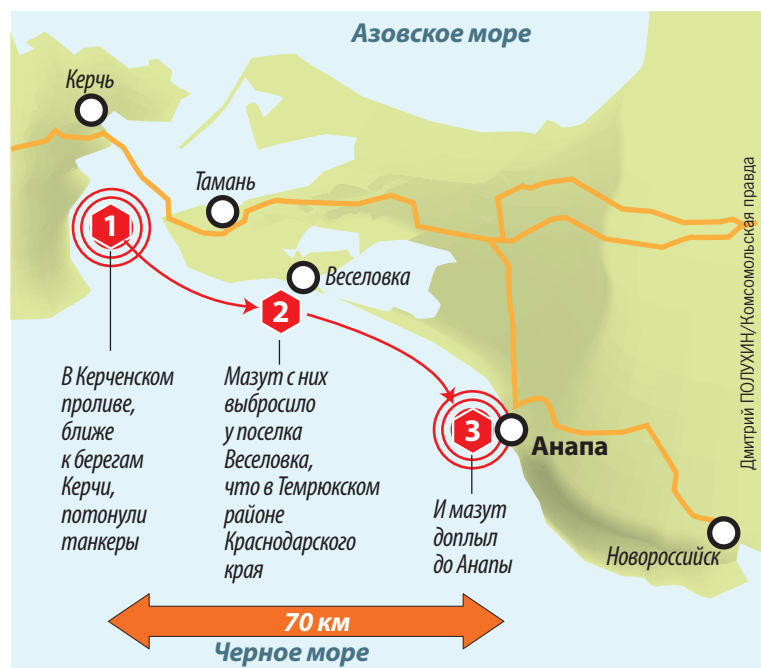 Азовское море
Керчь
Тамань
1
Веселовка
2
В Керченском
проливе,
ближе
к берегам
Керчи,
потонули
танкеры
Мазут с них
выбросило
у поселка
Веселовка,
что в Темрюкском
районе
Краснодарского
края
3
Анапа
И мазут
доплыл
до Анапы
Новороссийск
70 км
Черное море
Дмитрий ПОЛУХИН/Комсомольская правда